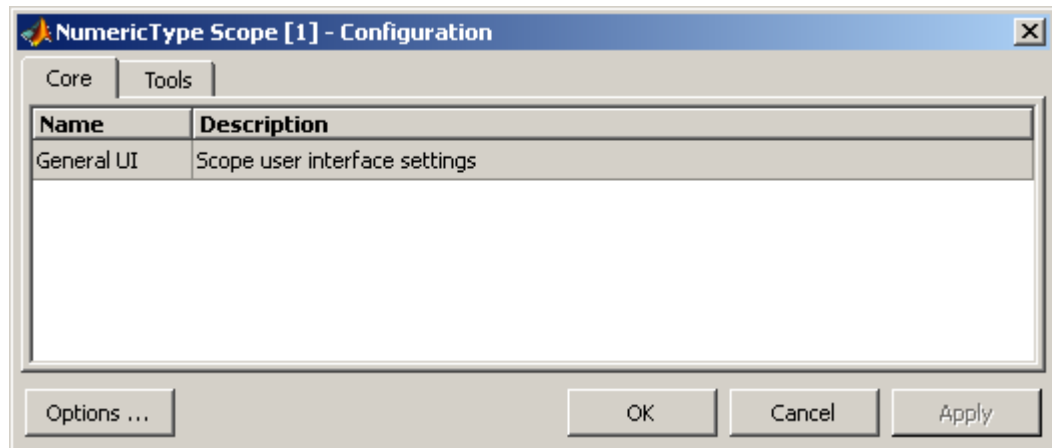 NumericType Scope [1] - Configuration
Core Tools
Name Description
General UI Scope user interface settings
Options ... OK Cancel Apply